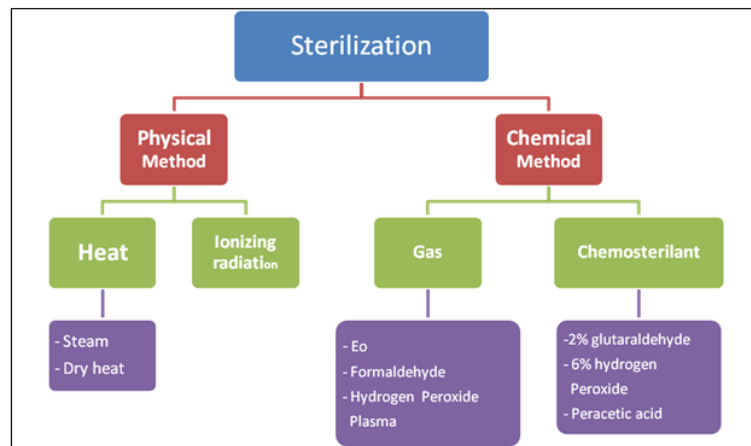 Sterilization
Physical
Method
Chemical
Method
Heat
Ionizing
radiation
Gas
Chemosterilant
- Steam
- Dry heat
- Eo
- Formaldehyde
- Hydrogen Peroxide
Plasma
-2% glutaraldehyde
- 6% hydrogen
Peroxide
- Peracetic acid